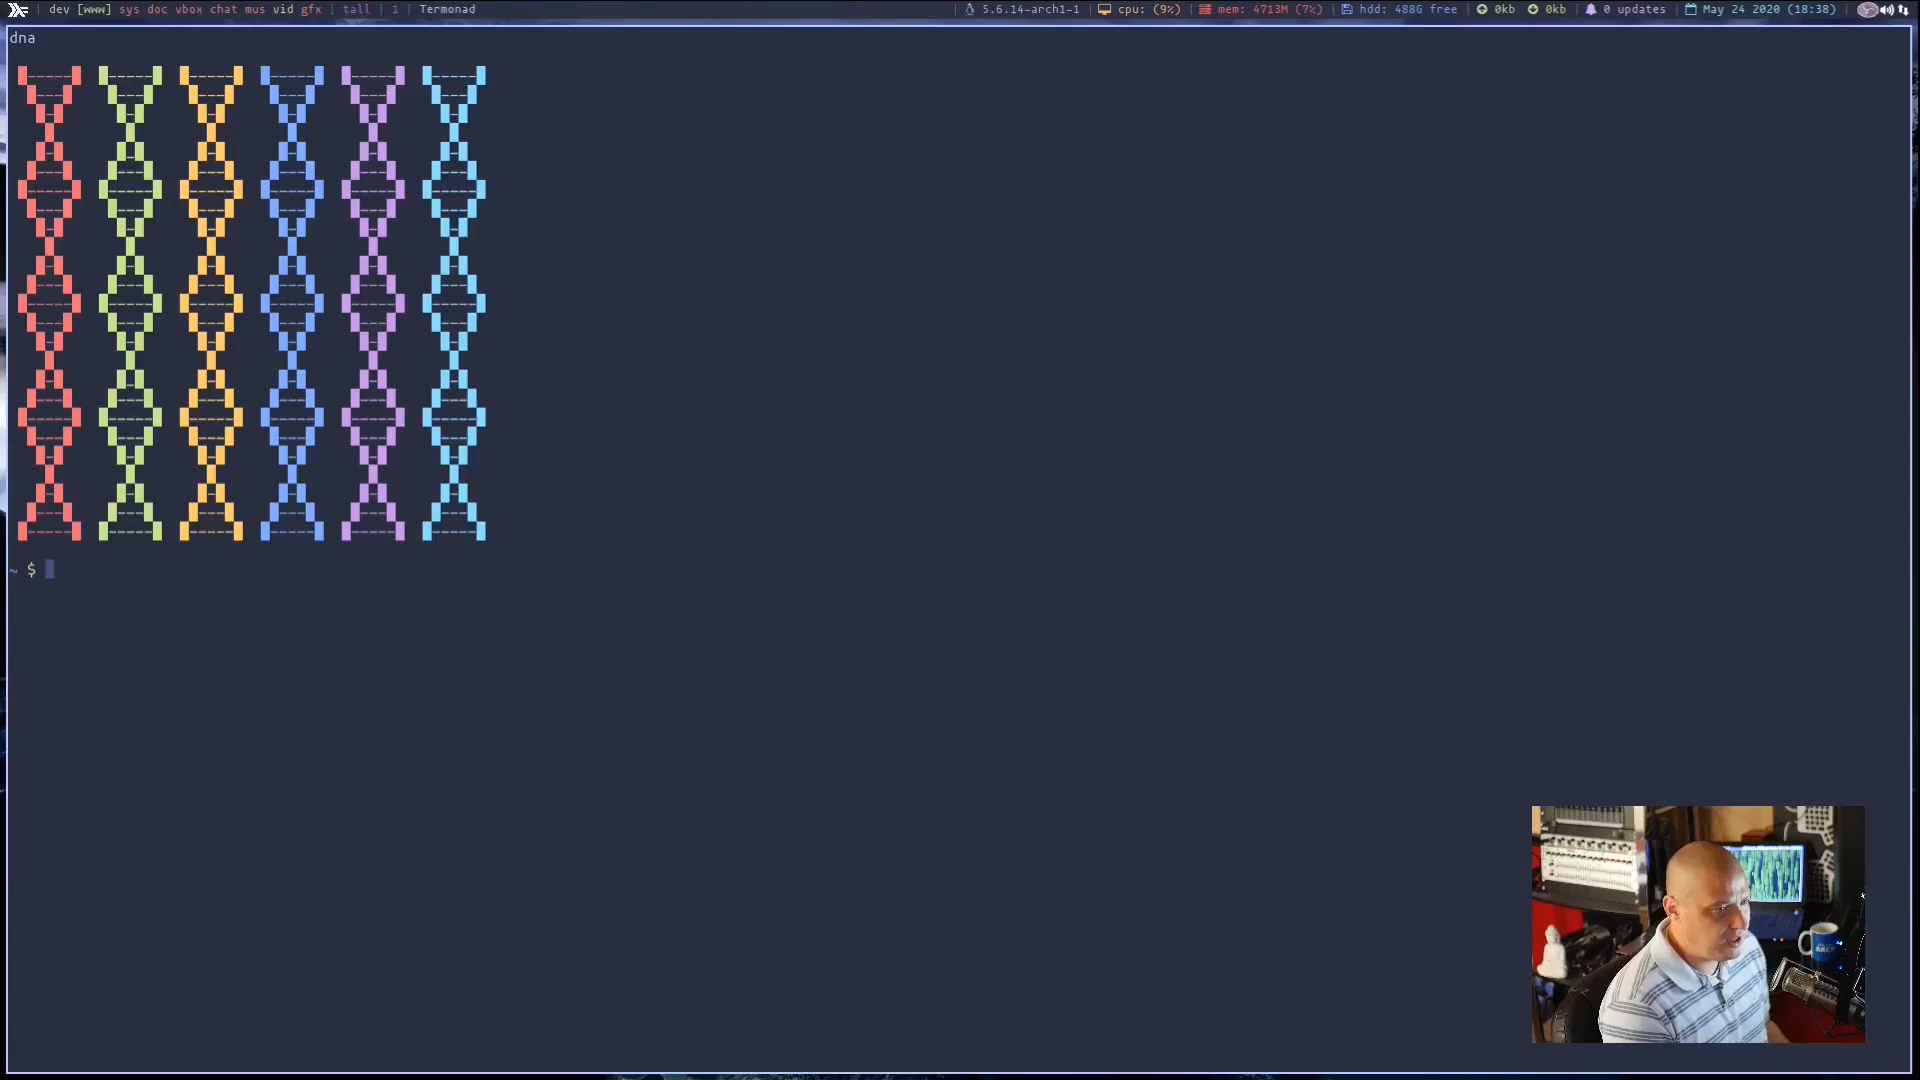 dev [www] sys doc vbox chat mus vid gfx | tall | 1 | Termonad
| 5.6.14-arch1-1 | cpu: (9%) | mem: 4713M (7%) | hdd: 488G free | 0kb 0kb | 0 updates | May 24 2020 (18:38) |
dna
~ $